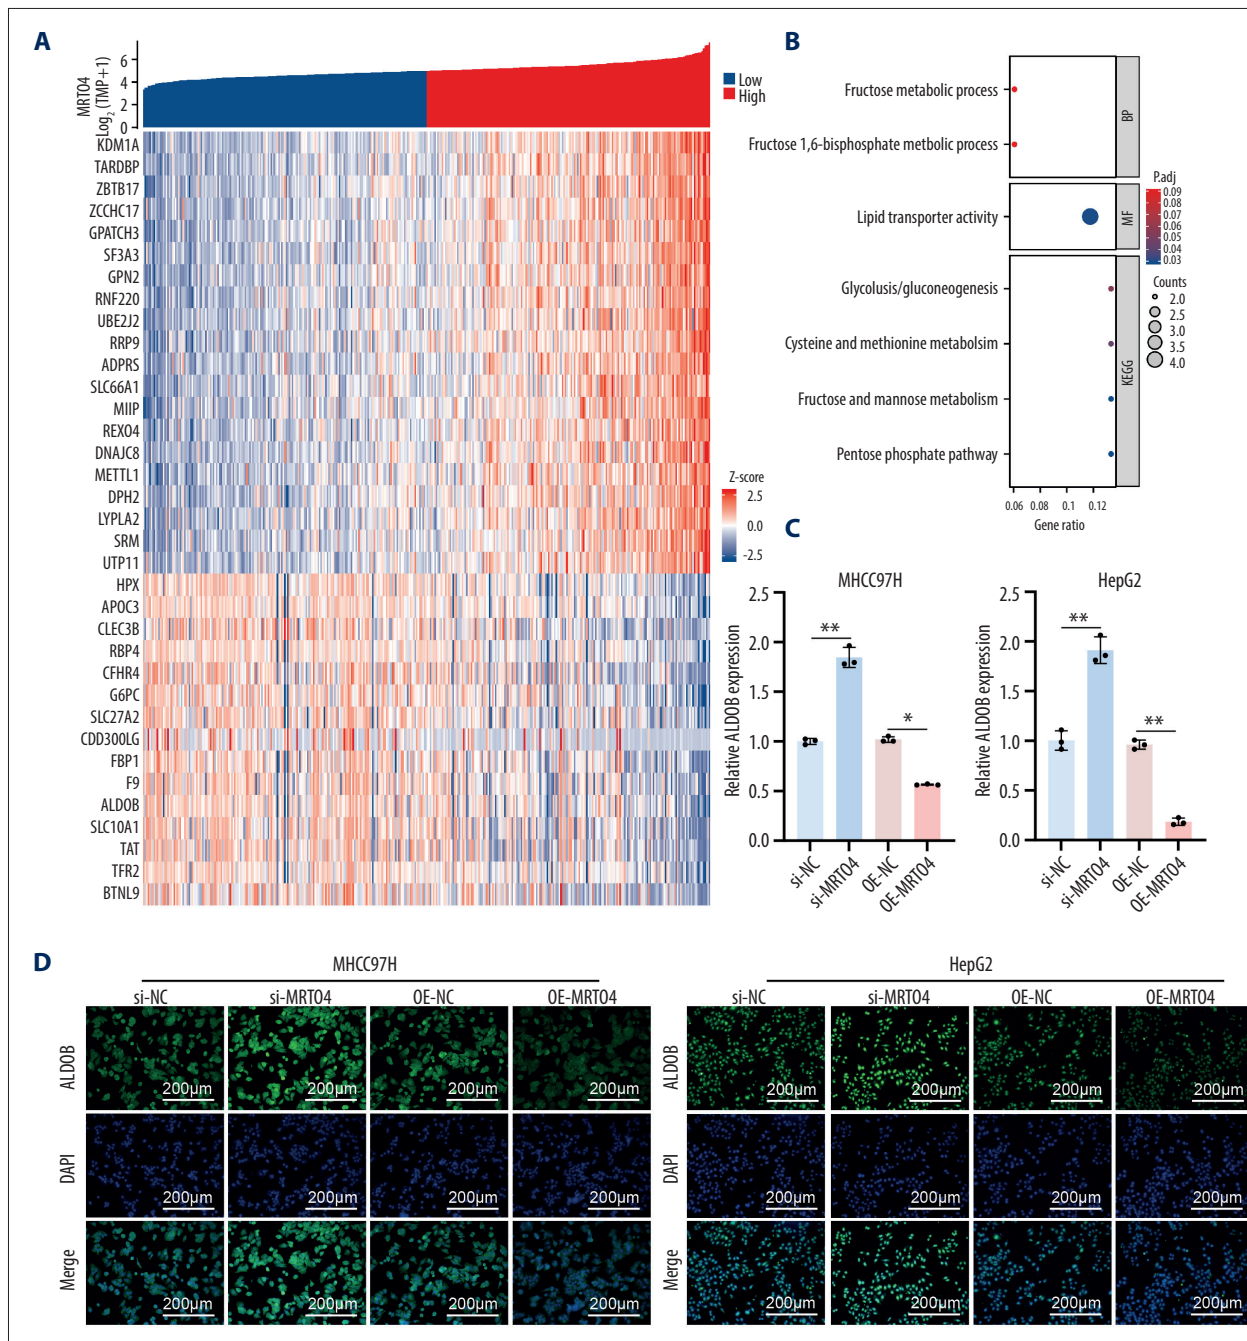 A
MRTO4
Log2 (TMP+1)
6
4
2
0
Low
High
KDM1A
TARDBP
ZBTB17
ZCCHC17
GPATCH3
SF3A3
GPN2
RNF220
UBE2J2
RRP9
ADPRS
SLC66A1
MIIP
REXO4
DNAJC8
METTL1
DPH2
LYPLA2
SRM
UTP11
HPX
APOC3
CLEC3B
RBP4
CFHR4
G6PC
SLC27A2
CDD300LG
FBP1
F9
ALDOB
SLC10A1
TAT
TFR2
BTNL9
Z-score
2.5
0.0
-2.5
B
Fructose metabolic process
Fructose 1,6-bisphosphate metbolic process
BP
Lipid transporter activity
MF
Glycolusis/gluconeogenesis
Cysteine and methionine metabolsim
Fructose and mannose metabolism
Pentose phosphate pathway
KEGG
0.06 0.08 0.1 0.12
Gene ratio
P.adj
0.09
0.08
0.07
0.06
0.05
0.04
0.03
Counts
2.0
2.5
3.0
3.5
4.0
C
MHCC97H
Relative ALDOB expression
2.5
2.0
1.5
1.0
0.5
0.0
**
*
si-NC
si-MRTO4
OE-NC
OE-MRTO4
HepG2
Relative ALDOB expression
2.5
2.0
1.5
1.0
0.5
0.0
**
**
si-NC
si-MRTO4
OE-NC
OE-MRTO4
D
MHCC97H
si-NC si-MRTO4 OE-NC OE-MRTO4
ALDOB
200µm 200µm 200µm 200µm
DAPI
200µm 200µm 200µm 200µm
Merge
200µm 200µm 200µm 200µm
HepG2
si-NC si-MRTO4 OE-NC OE-MRTO4
ALDOB
200µm 200µm 200µm 200µm
DAPI
200µm 200µm 200µm 200µm
Merge
200µm 200µm 200µm 200µm